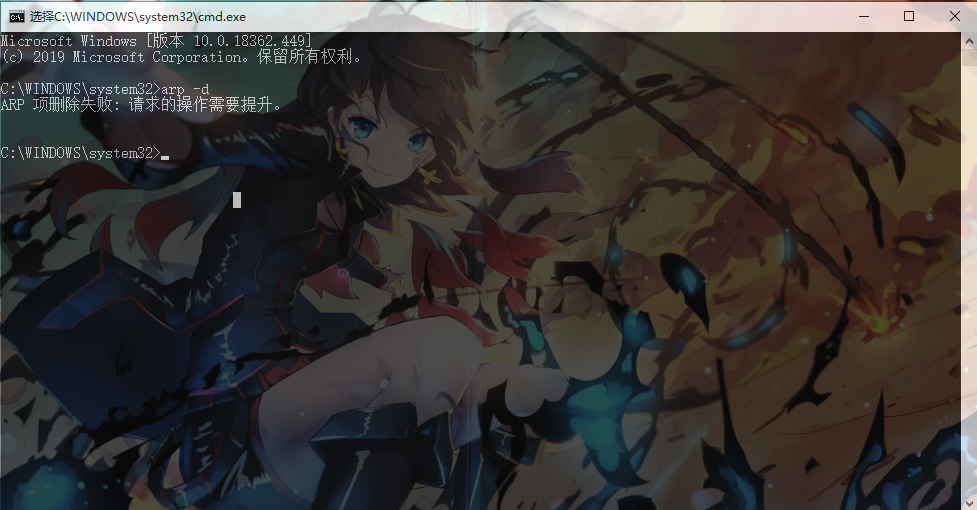 选择C:\WINDOWS\system32\cmd.exe
Microsoft Windows [版本 10.0.18362.449]
(c) 2019 Microsoft Corporation。保留所有权利。
C:\WINDOWS\system32>arp -d
ARP 项删除失败: 请求的操作需要提升。
C:\WINDOWS\system32>